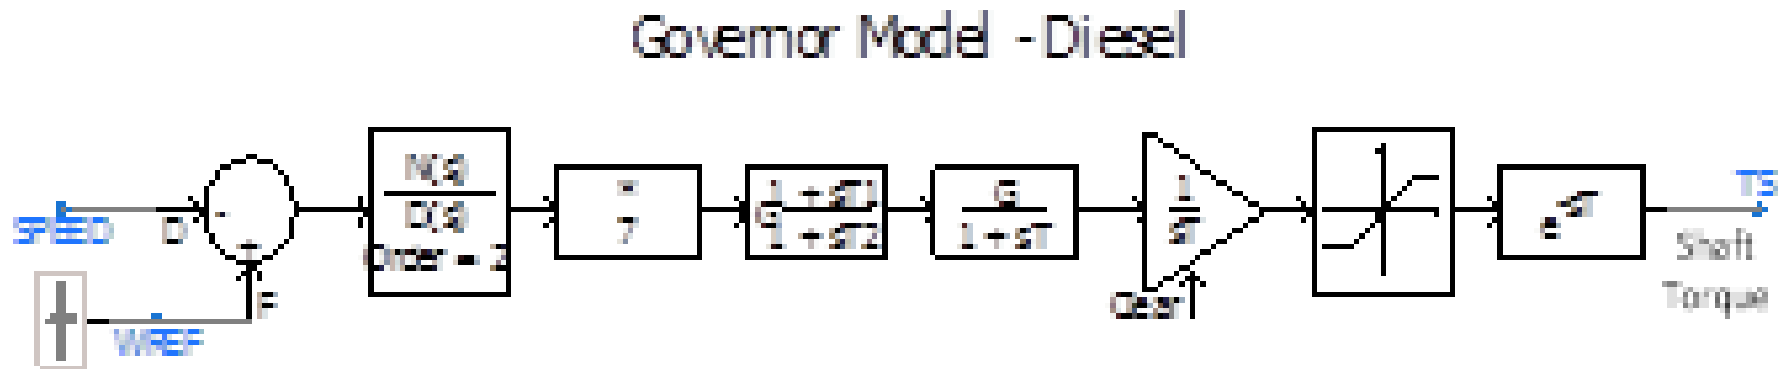 Governor Model - Diesel
SPEED
D
-
+
F
WREF
N(s)
D(s)
Order = 2
G
1 + sT1
1 + sT2
G
1 + sT
1
sT
Clear
e^-sT
TS
Shaft
Torque